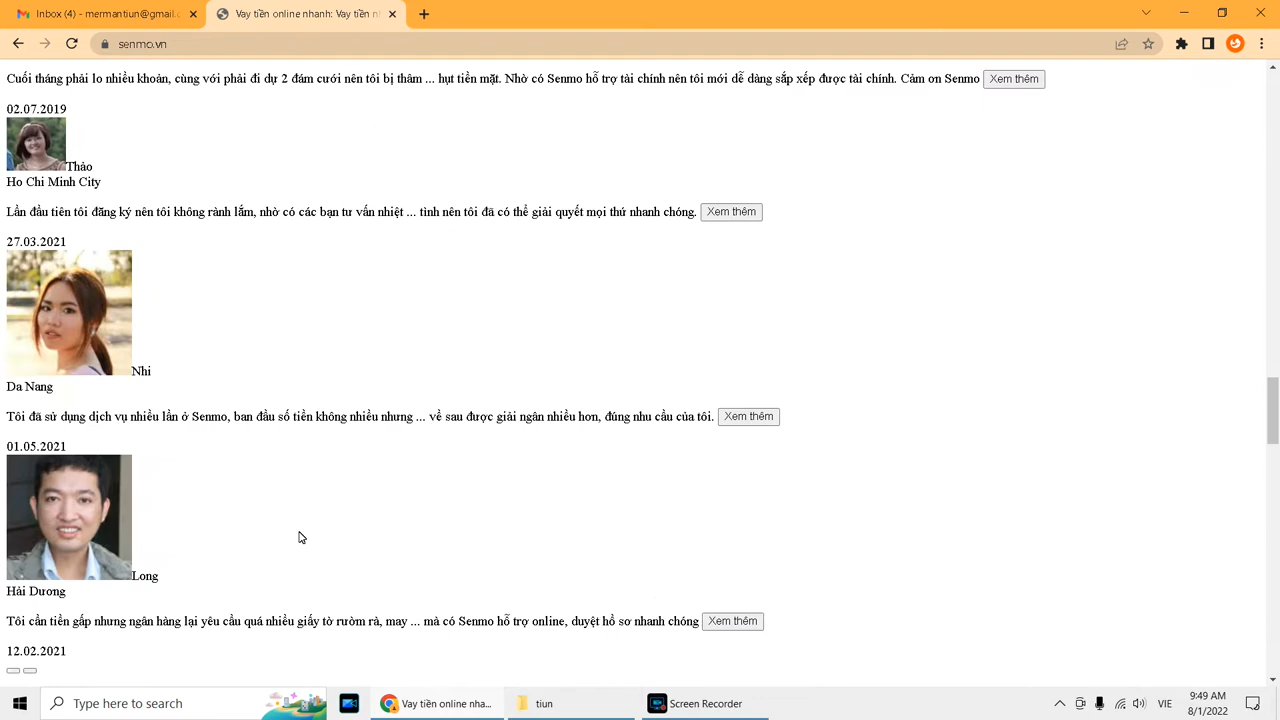 Inbox (4) - mermantiun@gmail.c
Vay tiền online nhanh: Vay tiền n
senmo.vn
Cuối tháng phải lo nhiều khoản, cùng với phải đi dự 2 đám cưới nên tôi bị thâm ... hụt tiền mặt. Nhờ có Senmo hỗ trợ tài chính nên tôi mới dễ dàng sắp xếp được tài chính. Cảm ơn Senmo Xem thêm
02.07.2019
Thảo
Ho Chi Minh City
Lần đầu tiên tôi đăng ký nên tôi không rành lắm, nhờ có các bạn tư vấn nhiệt ... tình nên tôi đã có thể giải quyết mọi thứ nhanh chóng. Xem thêm
27.03.2021
Nhi
Da Nang
Tôi đã sử dụng dịch vụ nhiều lần ở Senmo, ban đầu số tiền không nhiều nhưng ... về sau được giải ngân nhiều hơn, đúng nhu cầu của tôi. Xem thêm
01.05.2021
Long
Hải Dương
Tôi cần tiền gấp nhưng ngân hàng lại yêu cầu quá nhiều giấy tờ rườm rà, may ... mà có Senmo hỗ trợ online, duyệt hồ sơ nhanh chóng Xem thêm
12.02.2021
Type here to search
Vay tiền online nha...
tiun
Screen Recorder
VIE
9:49 AM
8/1/2022